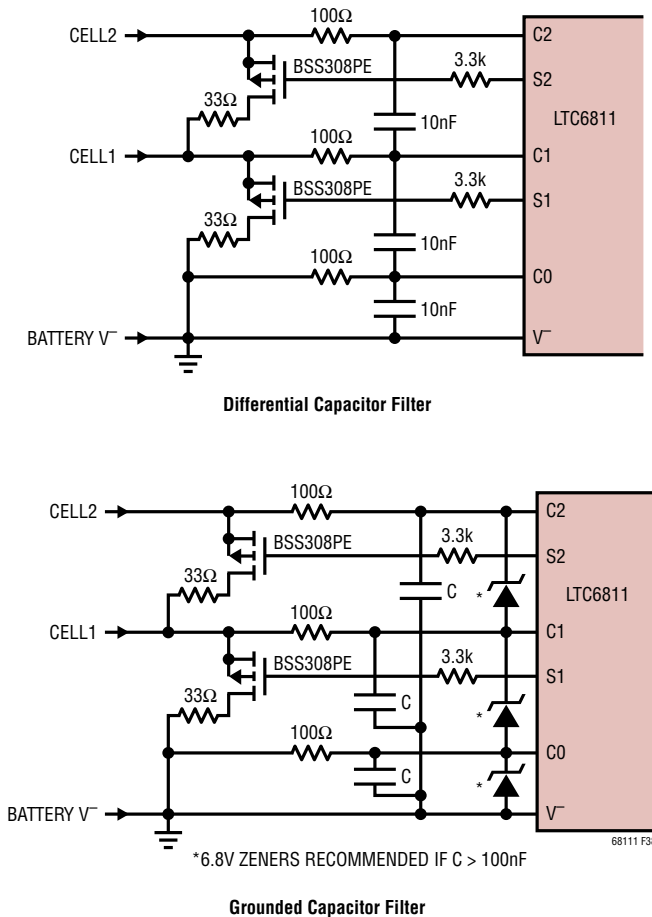 100Ω
CELL2
C2
BSS308PE
3.3k
S2
33Ω
LTC6811
100Ω
10nF
CELL1
C1
BSS308PE
3.3k
S1
33Ω
100Ω
10nF
C0
10nF
BATTERY V–
V–
Differential Capacitor Filter
100Ω
CELL2
C2
BSS308PE
3.3k
S2
33Ω
C
*
LTC6811
100Ω
CELL1
C1
BSS308PE
3.3k
S1
33Ω
C
*
100Ω
C0
C
*
BATTERY V–
V–
68111 F38
*6.8V ZENERS RECOMMENDED IF C > 100nF
Grounded Capacitor Filter